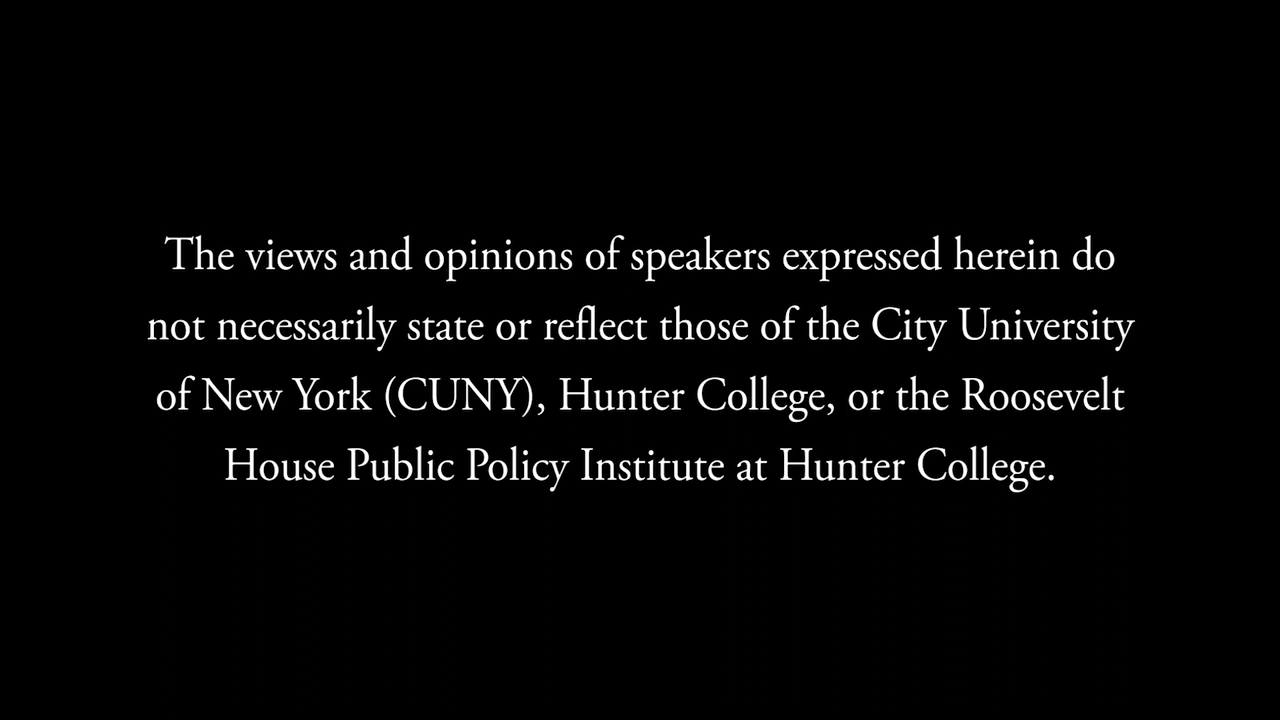 The views and opinions of speakers expressed herein do
not necessarily state or reflect those of the City University
of New York (CUNY), Hunter College, or the Roosevelt
House Public Policy Institute at Hunter College.